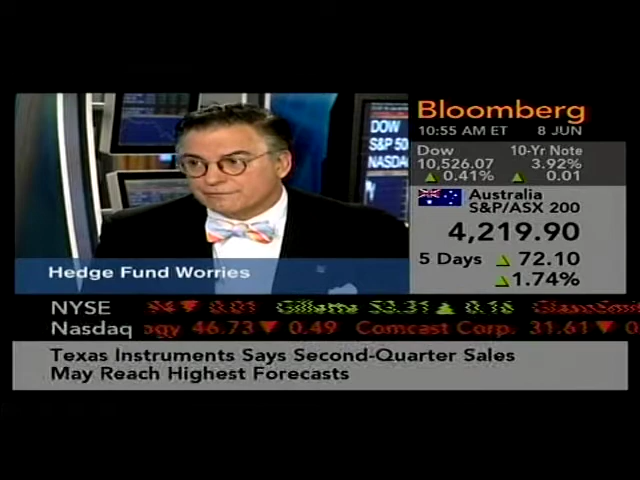 Bloomberg
10:55 AM ET 8 JUN
Dow 10-Yr Note
10,526.07 3.92%
0.41% 0.01
Australia
S&P/ASX 200
4,219.90
5 Days 72.10
1.74%
DOW
S&P 50
NASDA
Hedge Fund Worries
NYSE 0.01 Gillette 53.31 0.16
Nasdaq ogy 46.73 0.49 Comcast Corp. 31.61 0
Texas Instruments Says Second-Quarter Sales
May Reach Highest Forecasts